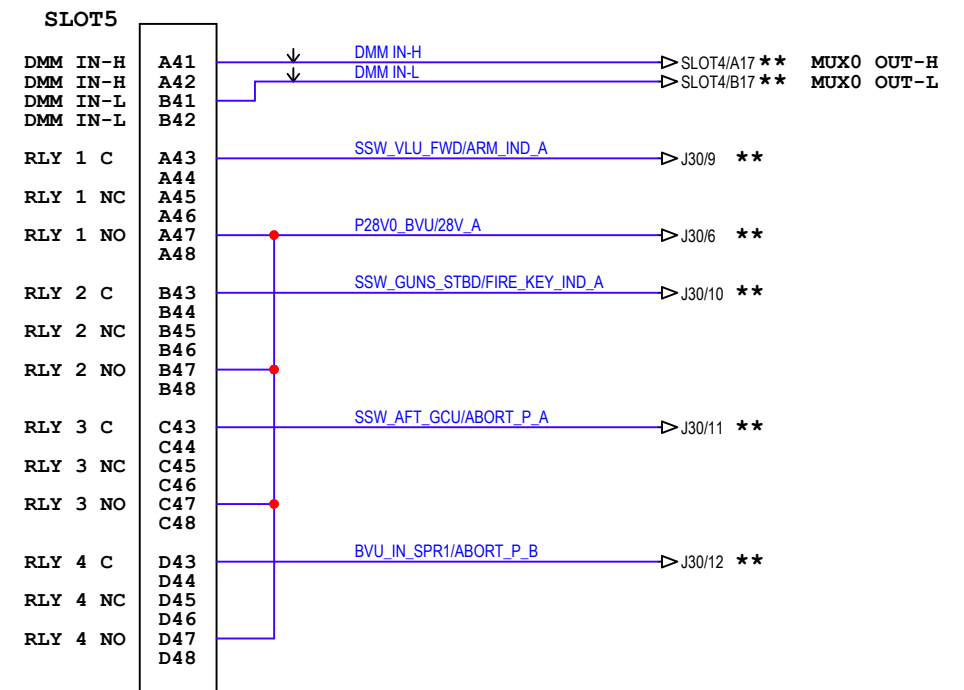 SLOT5
DMM IN-H A41 DMM IN-H SLOT4/A17 ** MUX0 OUT-H
DMM IN-H A42 DMM IN-L SLOT4/B17 ** MUX0 OUT-L
DMM IN-L B41
DMM IN-L B42
RLY 1 C A43 SSW_VLU_FWD/ARM_IND_A J30/9 **
A44
RLY 1 NC A45
A46
RLY 1 NO A47 P28V0_BVU/28V_A J30/6 **
A48
RLY 2 C B43 SSW_GUNS_STBD/FIRE_KEY_IND_A J30/10 **
B44
RLY 2 NC B45
B46
RLY 2 NO B47
B48
RLY 3 C C43 SSW_AFT_GCU/ABORT_P_A J30/11 **
C44
RLY 3 NC C45
C46
RLY 3 NO C47
C48
RLY 4 C D43 BVU_IN_SPR1/ABORT_P_B J30/12 **
D44
RLY 4 NC D45
D46
RLY 4 NO D47
D48